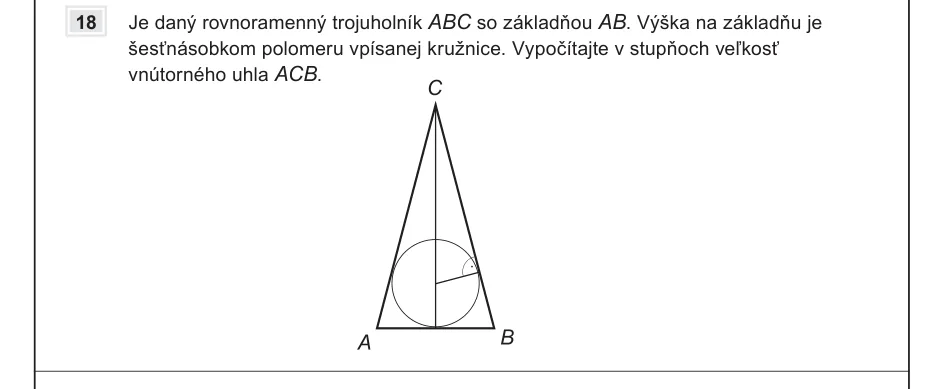 18 Je daný rovnoramenný trojuholník ABC so základňou AB. Výška na základňu je
šesťnásobkom polomeru vpísanej kružnice. Vypočítajte v stupňoch veľkosť
vnútorného uhla ACB.
C
A
B